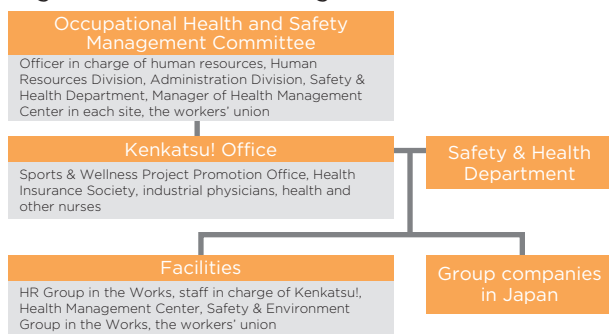 Occupational Health and Safety
Management Committee
Officer in charge of human resources, Human
Resources Division, Administration Division, Safety &
Health Department, Manager of Health Management
Center in each site, the workers' union
Kenkatsu! Office
Sports & Wellness Project Promotion Office, Health
Insurance Society, industrial physicians, health and
other nurses
Safety & Health
Department
Facilities
HR Group in the Works, staff in charge of Kenkatsu!,
Health Management Center, Safety & Environment
Group in the Works, the workers' union
Group companies
in Japan